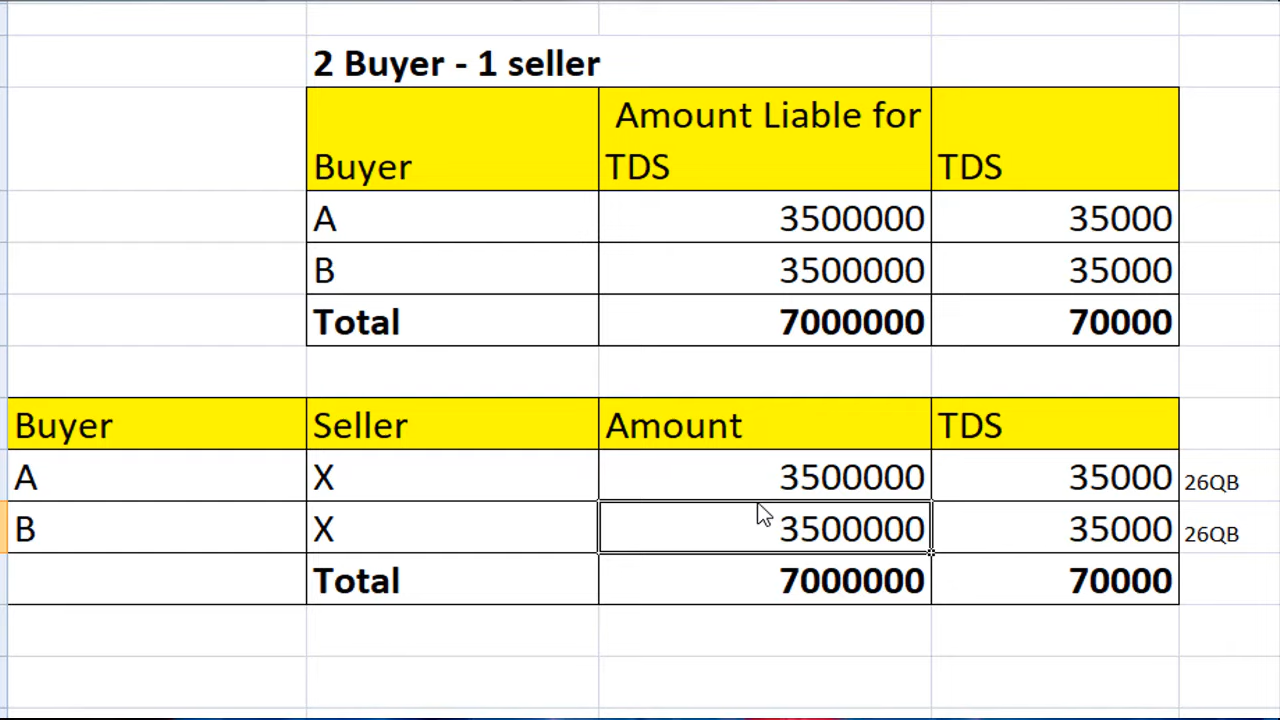 2 Buyer - 1 seller
Amount Liable for
Buyer TDS TDS
A 3500000 35000
B 3500000 35000
Total 7000000 70000
Buyer Seller Amount TDS
A X 3500000 35000 26QB
B X 3500000 35000 26QB
Total 7000000 70000